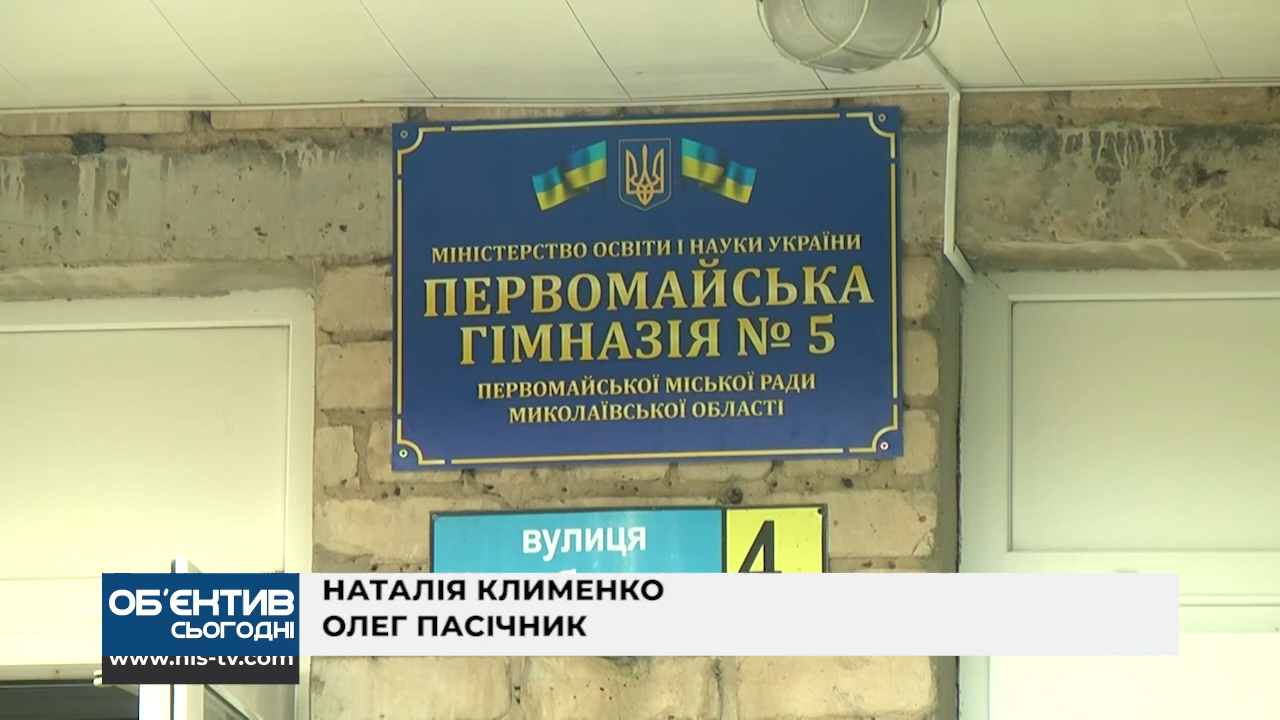 МІНІСТЕРСТВО ОСВІТИ І НАУКИ УКРАЇНИ
ПЕРВОМАЙСЬКА
ГІМНАЗІЯ № 5
ПЕРВОМАЙСЬКОЇ МІСЬКОЇ РАДИ
МИКОЛАЇВСЬКОЇ ОБЛАСТІ
вулиця
4
ОБ'ЄКТИВ
СЬОГОДНІ
www.nis-tv.com
НАТАЛІЯ КЛИМЕНКО
ОЛЕГ ПАСІЧНИК